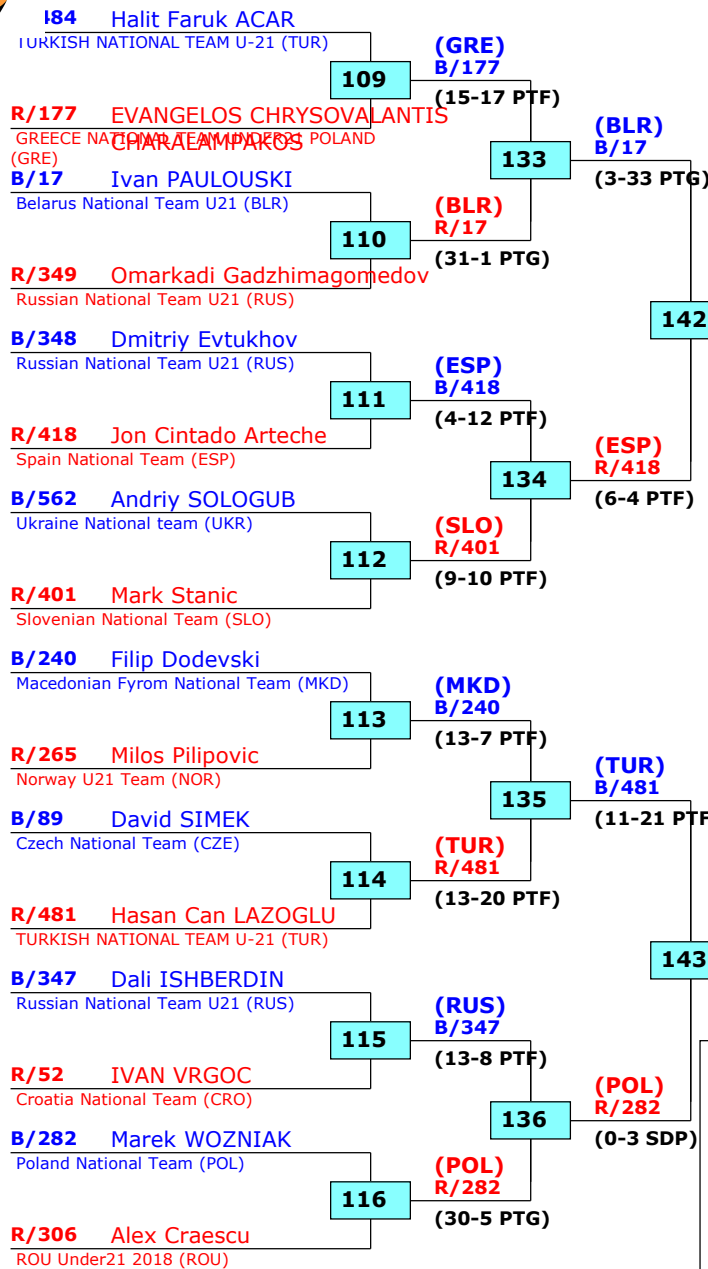 484 Halit Faruk ACAR
TURKISH NATIONAL TEAM U-21 (TUR)
109
(GRE)
B/177
(15-17 PTF)
R/177 EVANGELOS CHRYSOVALANTIS CHARALAMPAKOS
GREECE NATIONAL TEAM UNDER21 POLAND
(GRE)
133
(BLR)
B/17
(3-33 PTG)
B/17 Ivan PAULOUSKI
Belarus National Team U21 (BLR)
110
(BLR)
R/17
(31-1 PTG)
R/349 Omarkadi Gadzhimagomedov
Russian National Team U21 (RUS)
142
B/348 Dmitriy Evtukhov
Russian National Team U21 (RUS)
111
(ESP)
B/418
(4-12 PTF)
R/418 Jon Cintado Arteche
Spain National Team (ESP)
134
(ESP)
R/418
(6-4 PTF)
B/562 Andriy SOLOGUB
Ukraine National team (UKR)
112
(SLO)
R/401
(9-10 PTF)
R/401 Mark Stanic
Slovenian National Team (SLO)
B/240 Filip Dodevski
Macedonian Fyrom National Team (MKD)
113
(MKD)
B/240
(13-7 PTF)
R/265 Milos Pilipovic
Norway U21 Team (NOR)
135
(TUR)
B/481
(11-21 PTF
B/89 David SIMEK
Czech National Team (CZE)
114
(TUR)
R/481
(13-20 PTF)
R/481 Hasan Can LAZOGLU
TURKISH NATIONAL TEAM U-21 (TUR)
143
B/347 Dali ISHBERDIN
Russian National Team U21 (RUS)
115
(RUS)
B/347
(13-8 PTF)
R/52 IVAN VRGOC
Croatia National Team (CRO)
136
(POL)
R/282
(0-3 SDP)
B/282 Marek WOZNIAK
Poland National Team (POL)
116
(POL)
R/282
(30-5 PTG)
R/306 Alex Craescu
ROU Under21 2018 (ROU)